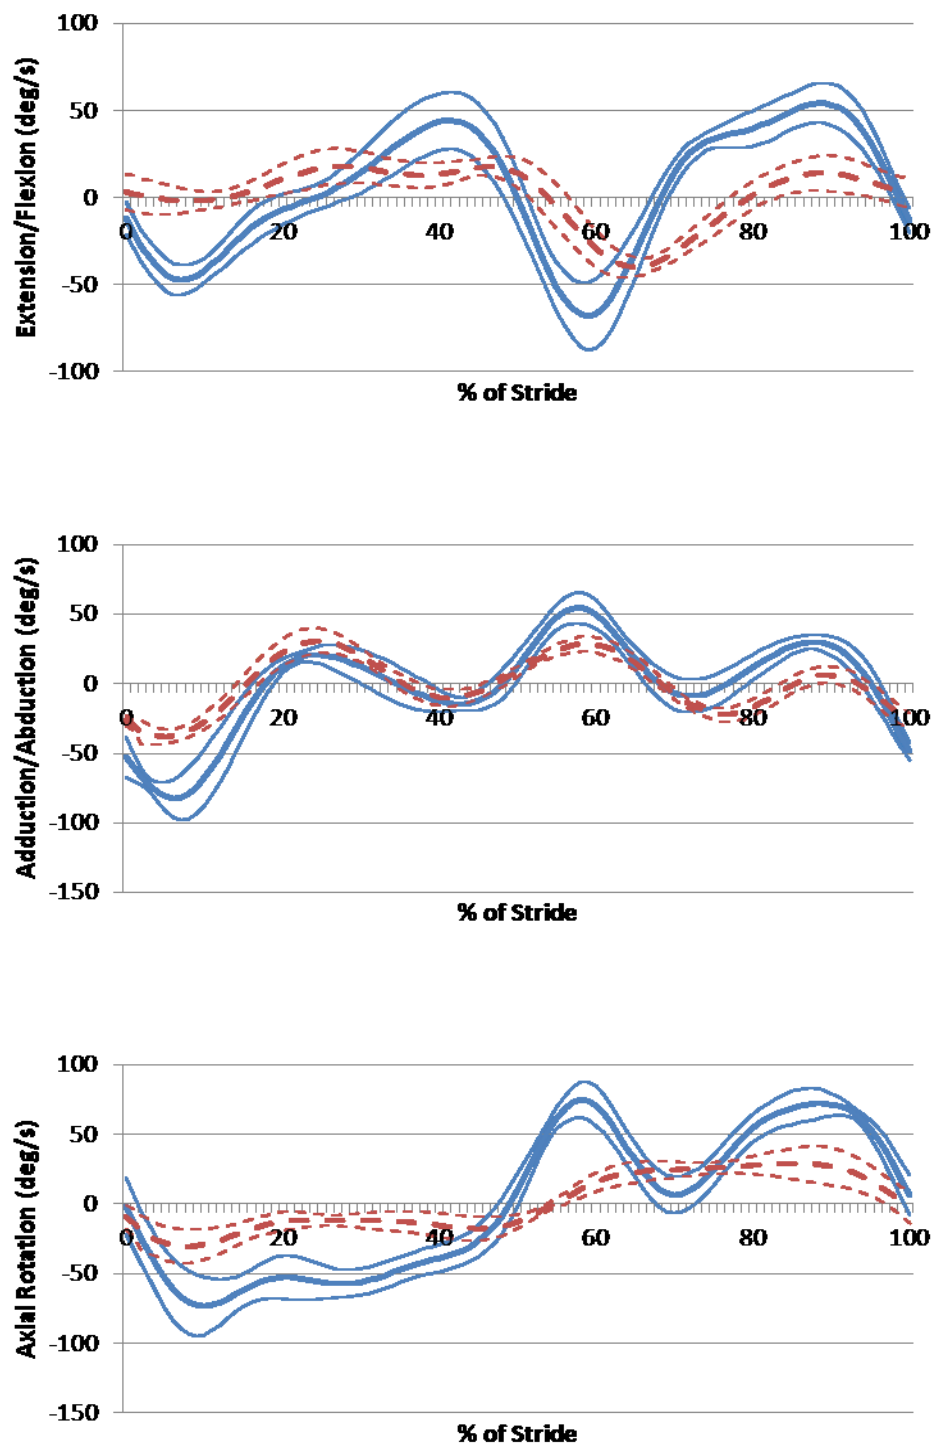 100
50
0
-50
-100
0 20 40 60 80 100
Extension/Flexion (deg/s)
% of Stride
100
50
0
-50
-100
-150
0 20 40 60 80 100
Adduction/Abduction (deg/s)
% of Stride
100
50
0
-50
-100
-150
0 20 40 60 80 100
Axial Rotation (deg/s)
% of Stride